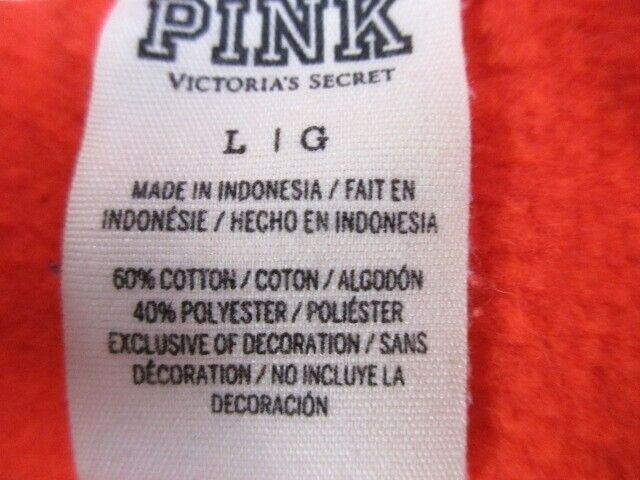 PINK
VICTORIA'S SECRET
L | G
MADE IN INDONESIA / FAIT EN
INDONÉSIE / HECHO EN INDONESIA
60% COTTON / COTON / ALGODÓN
40% POLYESTER / POLIÉSTER
EXCLUSIVE OF DECORATION / SANS
DÉCORATION / NO INCLUYE LA
DECORACIÓN